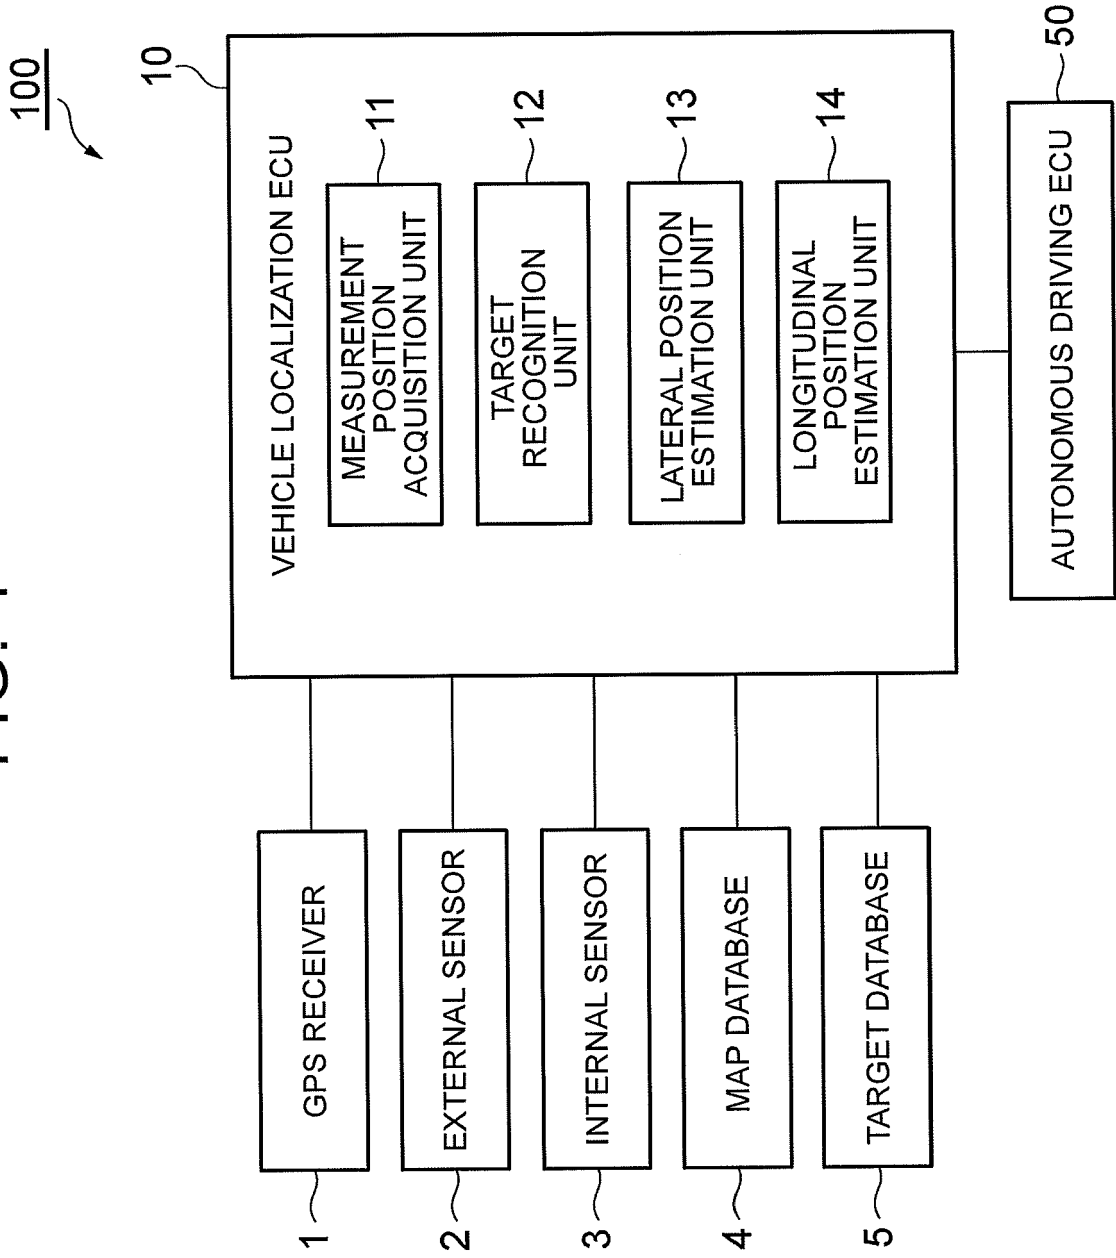 100
10
VEHICLE LOCALIZATION ECU
1
GPS RECEIVER
2
EXTERNAL SENSOR
3
INTERNAL SENSOR
4
MAP DATABASE
5
TARGET DATABASE
MEASUREMENT
POSITION
ACQUISITION UNIT
11
TARGET
RECOGNITION
UNIT
12
LATERAL POSITION
ESTIMATION UNIT
13
LONGITUDINAL
POSITION
ESTIMATION UNIT
14
AUTONOMOUS DRIVING ECU
50